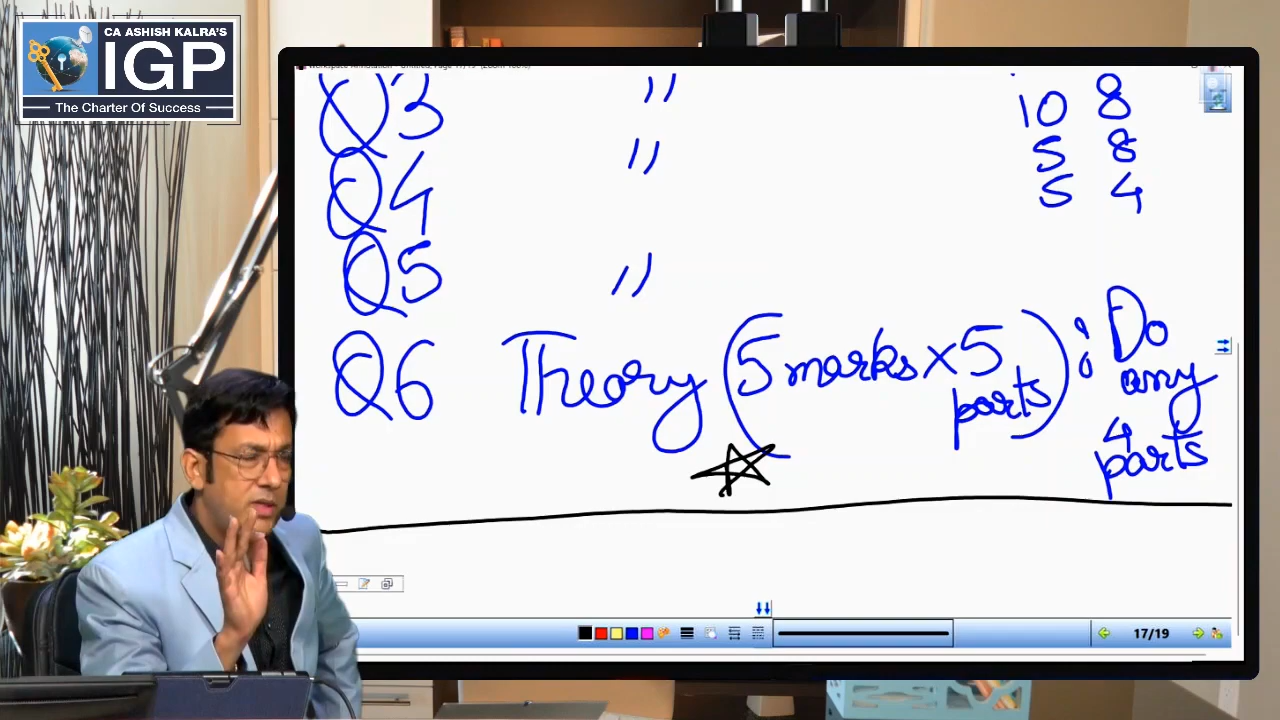 CA ASHISH KALRA'S
IGP
The Charter Of Success
Q3 " 10 8
5 8
Q4 " 5 4
Q5 "
Q6 Theory (5 marks x 5 parts) : Do any 4 parts
17/19